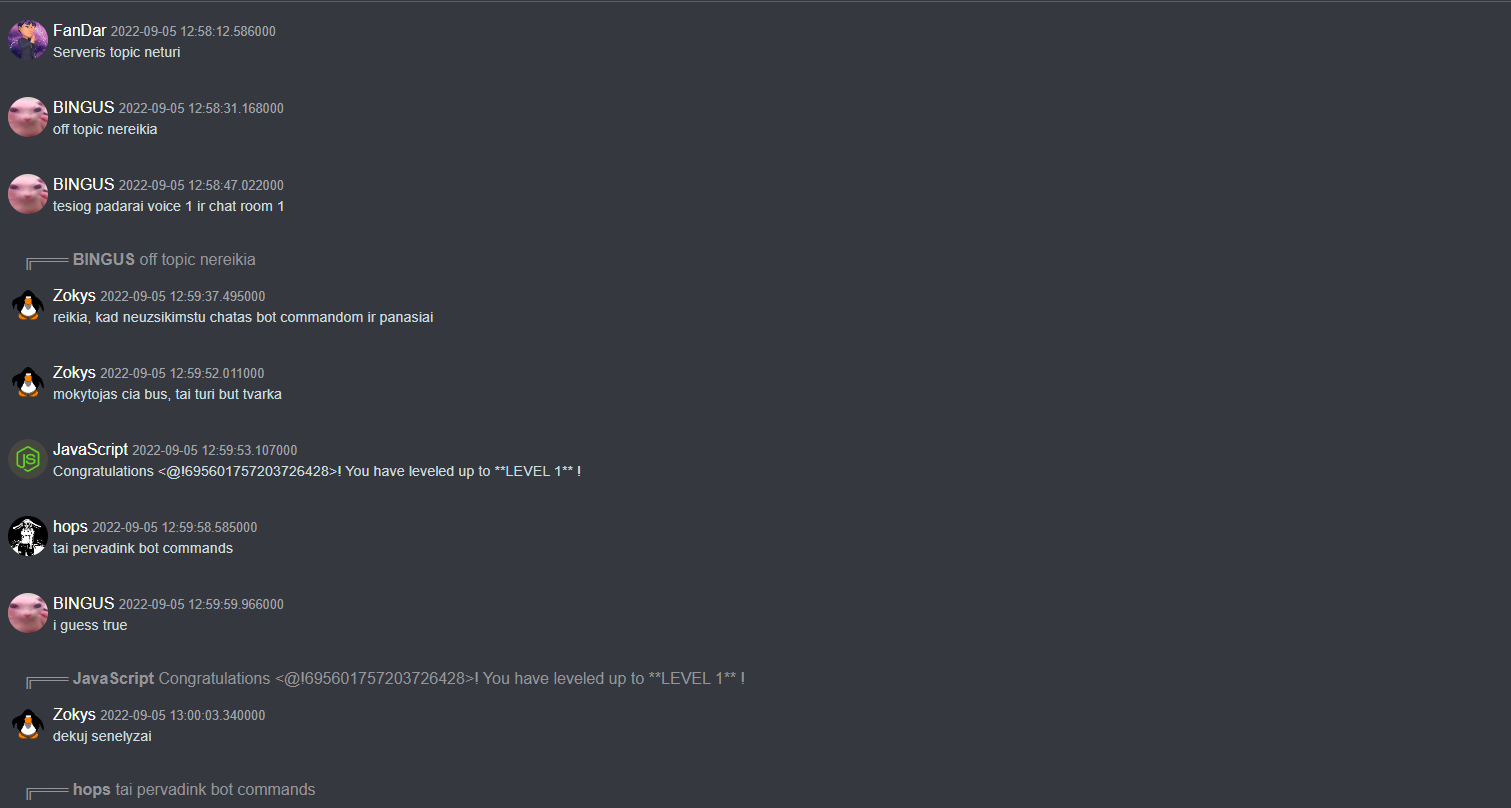 FanDar 2022-09-05 12:58:12.586000
Serveris topic neturi
BINGUS 2022-09-05 12:58:31.168000
off topic nereikia
BINGUS 2022-09-05 12:58:47.022000
tesiog padarai voice 1 ir chat room 1
BINGUS off topic nereikia
Zokys 2022-09-05 12:59:37.495000
reikia, kad neuzsikimstu chatas bot commandom ir panasiai
Zokys 2022-09-05 12:59:52.011000
mokytojas cia bus, tai turi but tvarka
JS
JavaScript 2022-09-05 12:59:53.107000
Congratulations <@!695601757203726428>! You have leveled up to **LEVEL 1** !
hops 2022-09-05 12:59:58.585000
tai pervadink bot commands
BINGUS 2022-09-05 12:59:59.966000
i guess true
JavaScript Congratulations <@!695601757203726428>! You have leveled up to **LEVEL 1** !
Zokys 2022-09-05 13:00:03.340000
dekuj senelyzai
hops tai pervadink bot commands